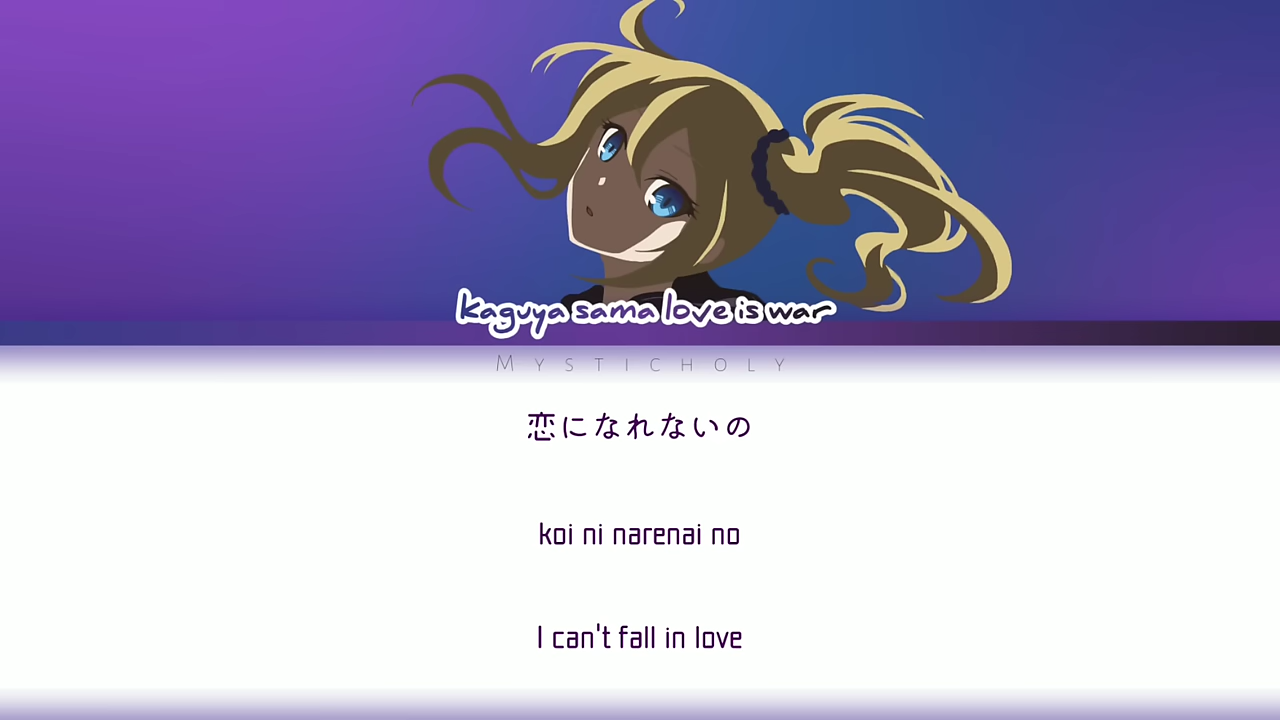 kaguya sama love is war
MYSTICHOLY
恋になれないの
koi ni narenai no
I can't fall in love